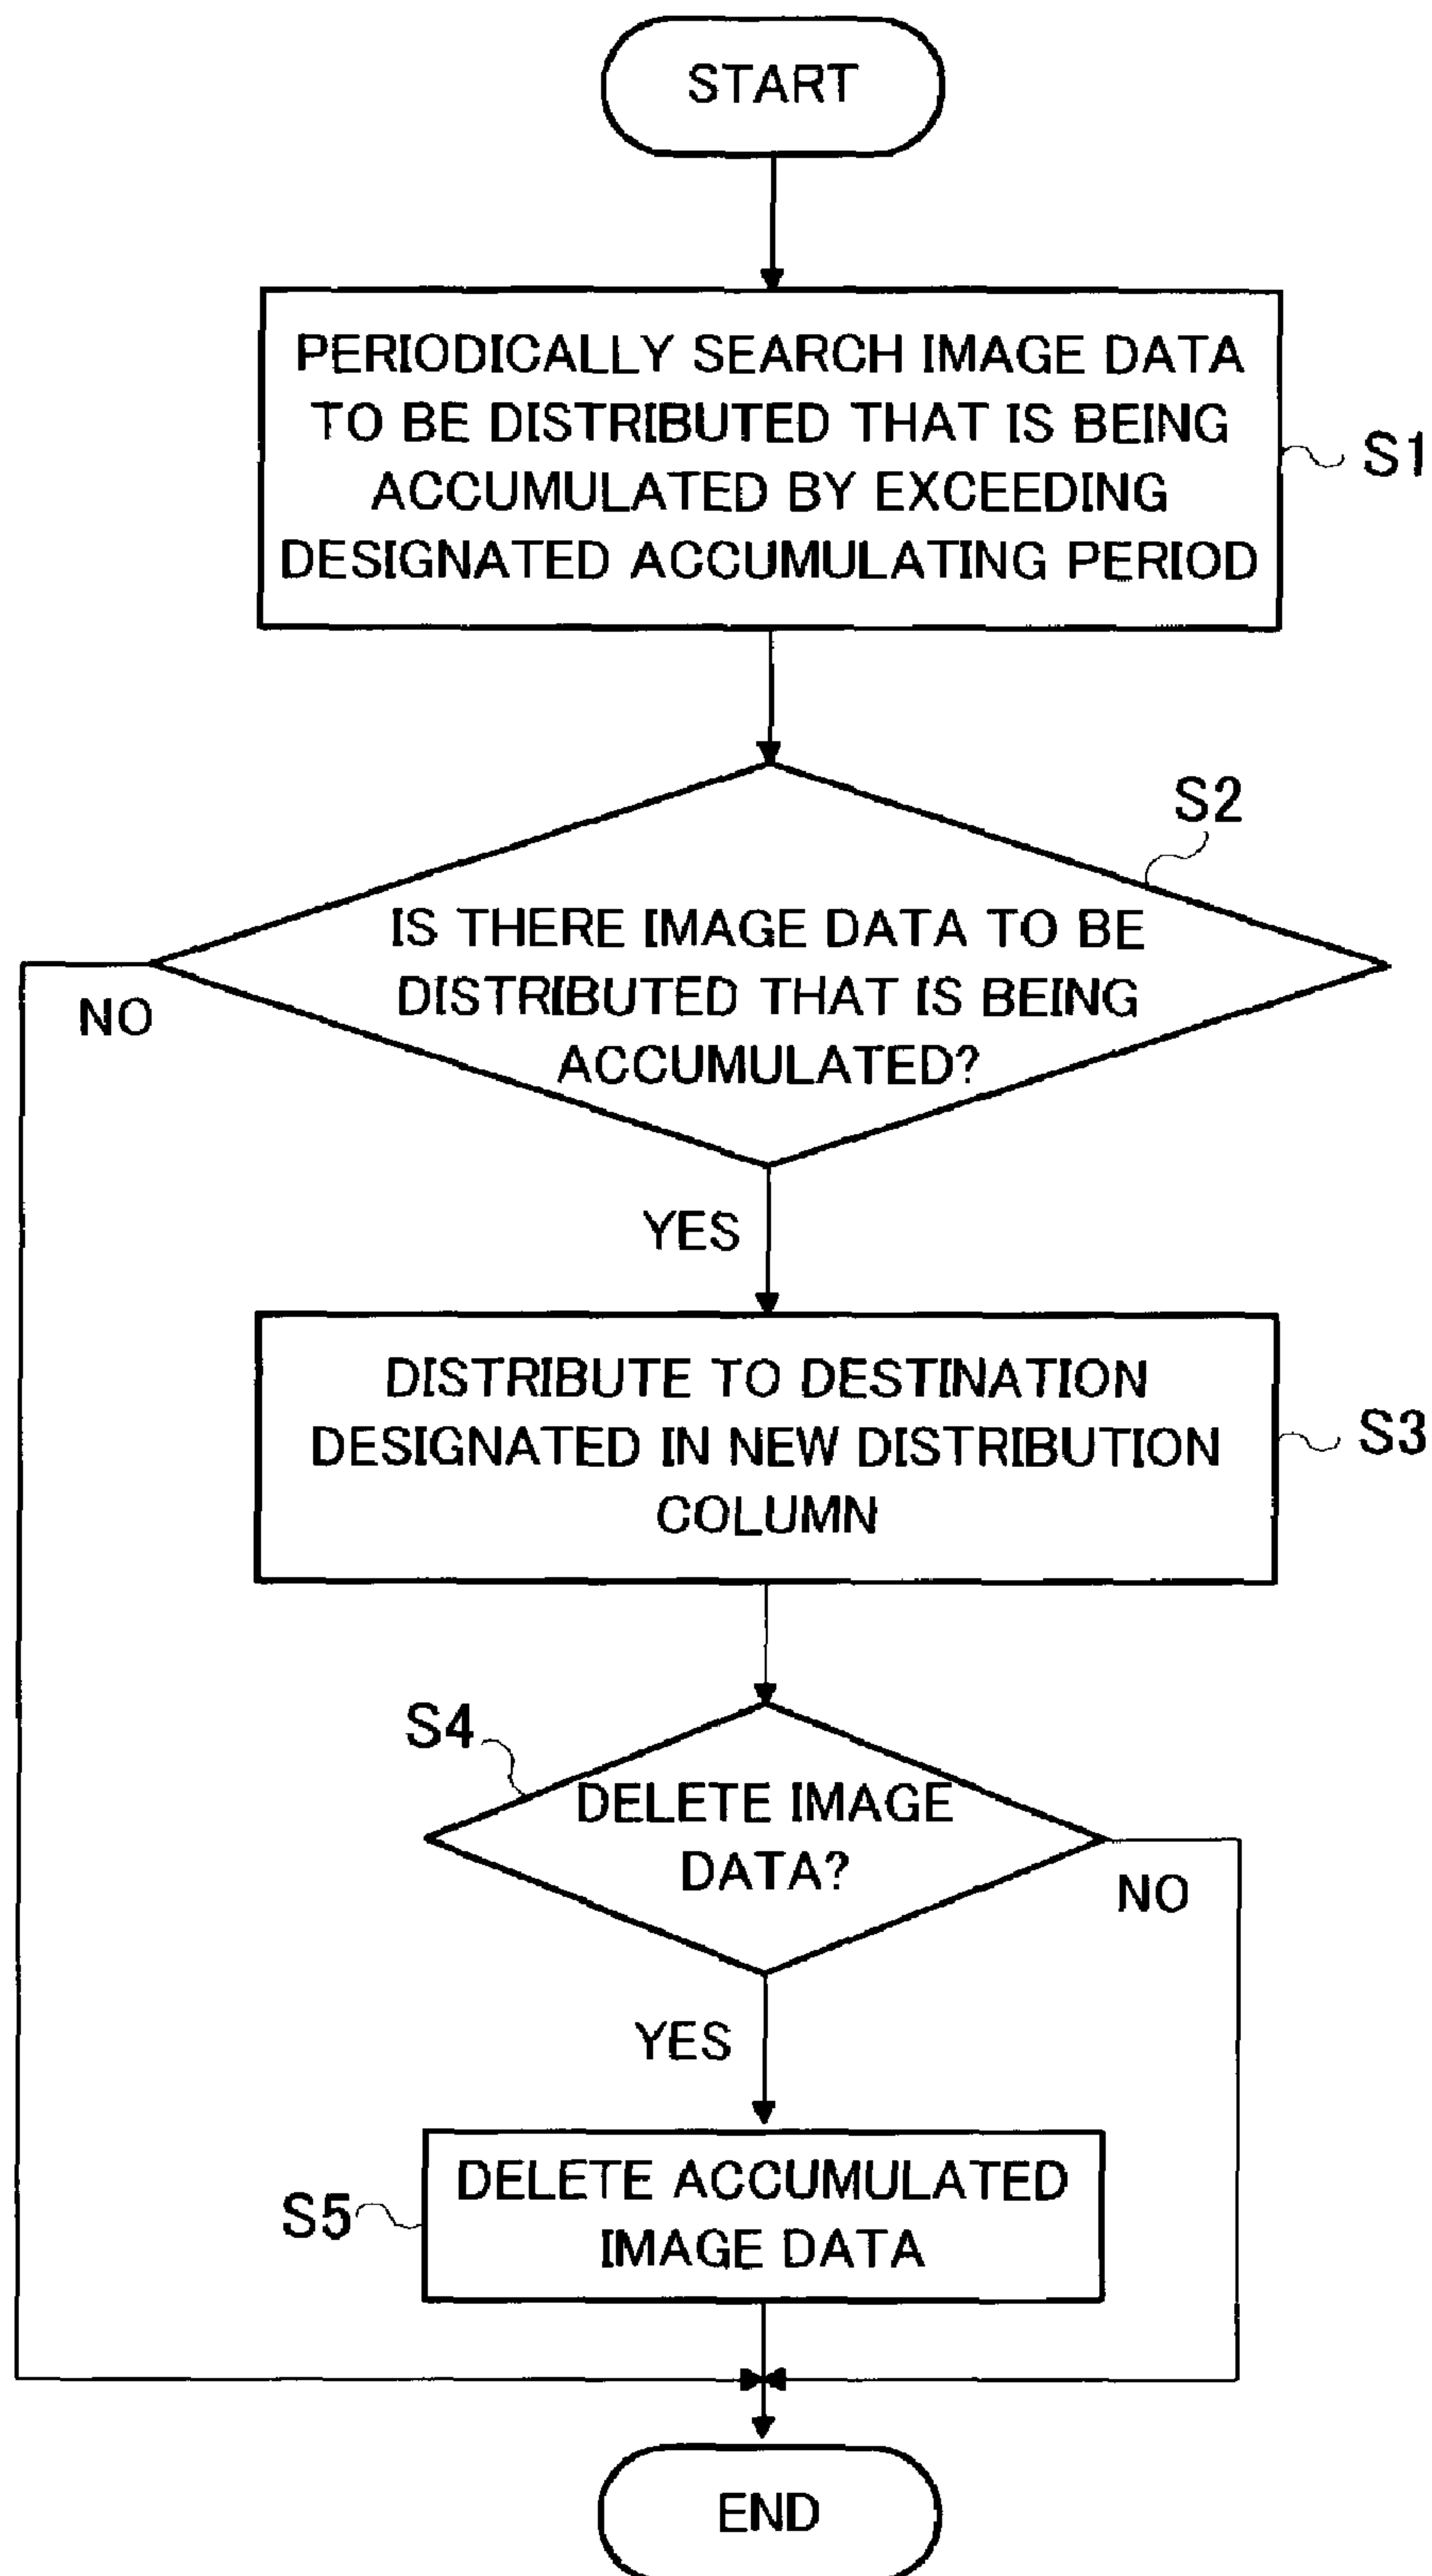 START
PERIODICALLY SEARCH IMAGE DATA
TO BE DISTRIBUTED THAT IS BEING
ACCUMULATED BY EXCEEDING
DESIGNATED ACCUMULATING PERIOD
S1
S2
IS THERE IMAGE DATA TO BE
DISTRIBUTED THAT IS BEING
ACCUMULATED?
NO
YES
DISTRIBUTE TO DESTINATION
DESIGNATED IN NEW DISTRIBUTION
COLUMN
S3
S4
DELETE IMAGE
DATA?
NO
YES
DELETE ACCUMULATED
IMAGE DATA
S5
END